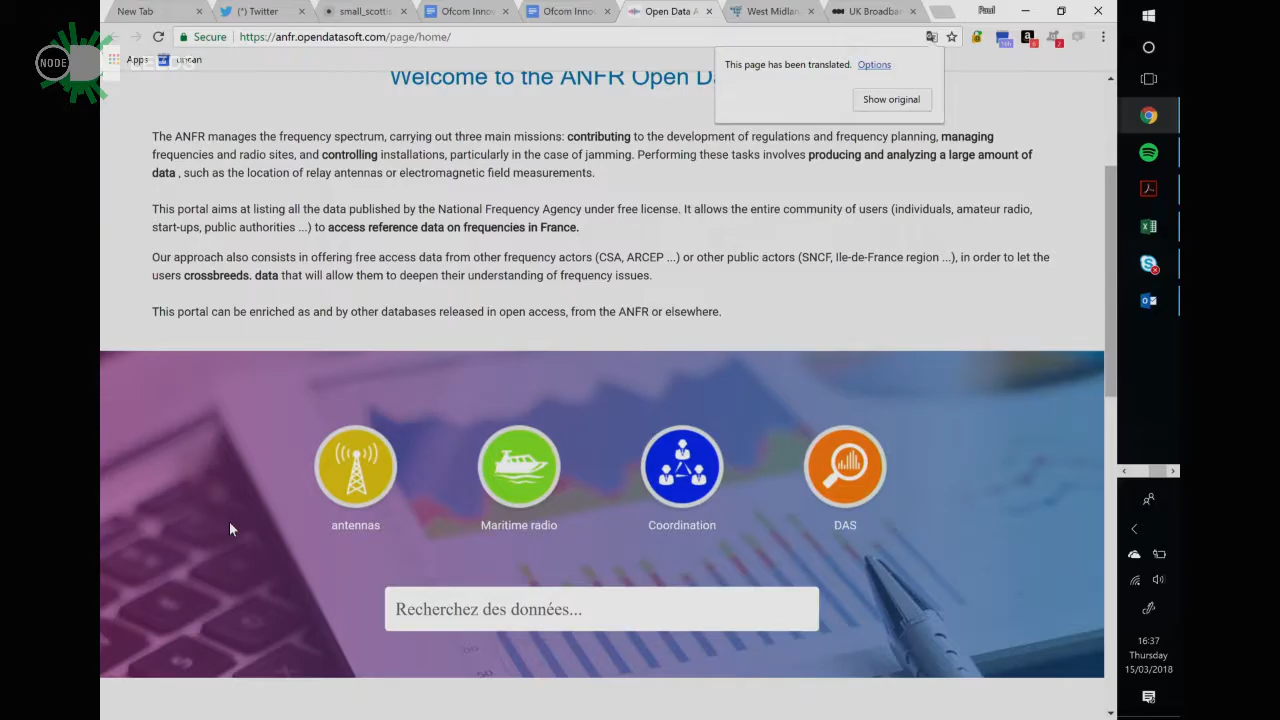 New Tab
(*) Twitter
small_scottis
Ofcom Innov
Ofcom Innov
Open Data A
West Midlan
UK Broadba
Paul
Secure
https://anfr.opendatasoft.com/page/home/
NODE
Apps
This page has been translated. Options
Show original
Welcome to the ANFR Open Da
The ANFR manages the frequency spectrum, carrying out three main missions: contributing to the development of regulations and frequency planning, managing
frequencies and radio sites, and controlling installations, particularly in the case of jamming. Performing these tasks involves producing and analyzing a large amount of
data , such as the location of relay antennas or electromagnetic field measurements.
This portal aims at listing all the data published by the National Frequency Agency under free license. It allows the entire community of users (individuals, amateur radio,
start-ups, public authorities ...) to access reference data on frequencies in France.
Our approach also consists in offering free access data from other frequency actors (CSA, ARCEP ...) or other public actors (SNCF, Ile-de-France region ...), in order to let the
users crossbreeds. data that will allow them to deepen their understanding of frequency issues.
This portal can be enriched as and by other databases released in open access, from the ANFR or elsewhere.
antennas
Maritime radio
Coordination
DAS
Recherchez des données...
16:37
Thursday
15/03/2018